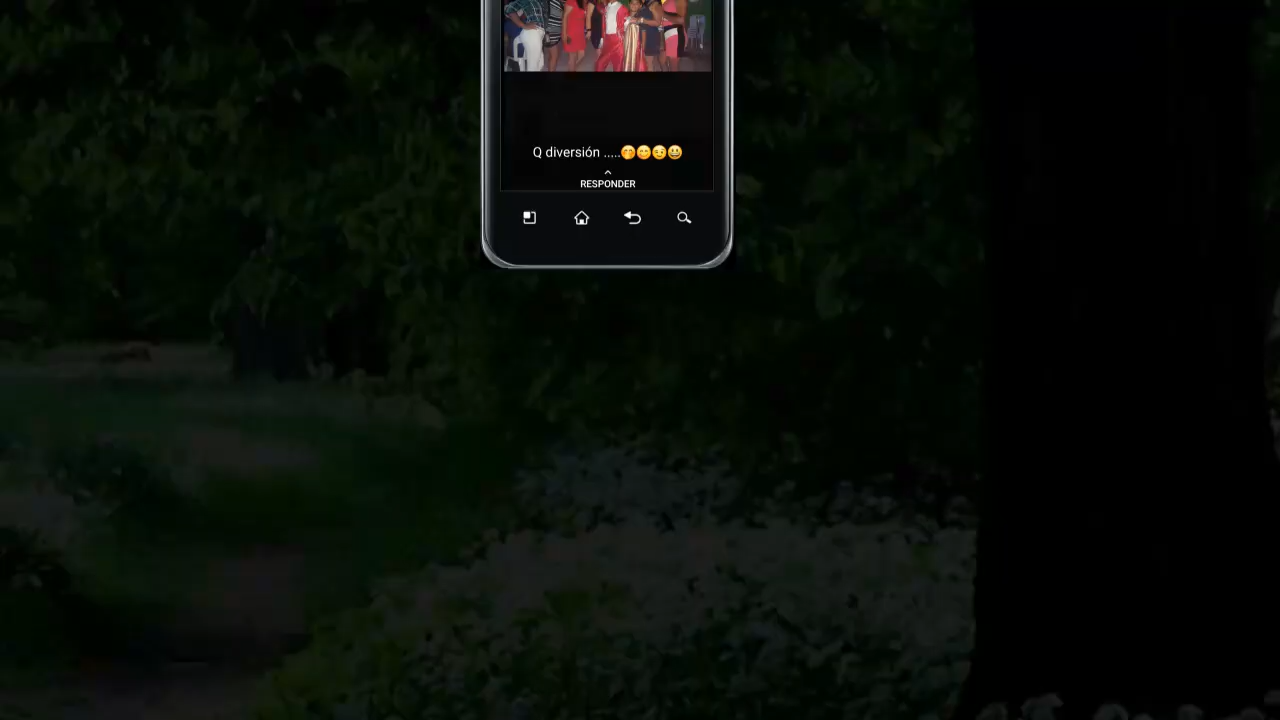 Q diversión .....🤭😋😉😃
RESPONDER